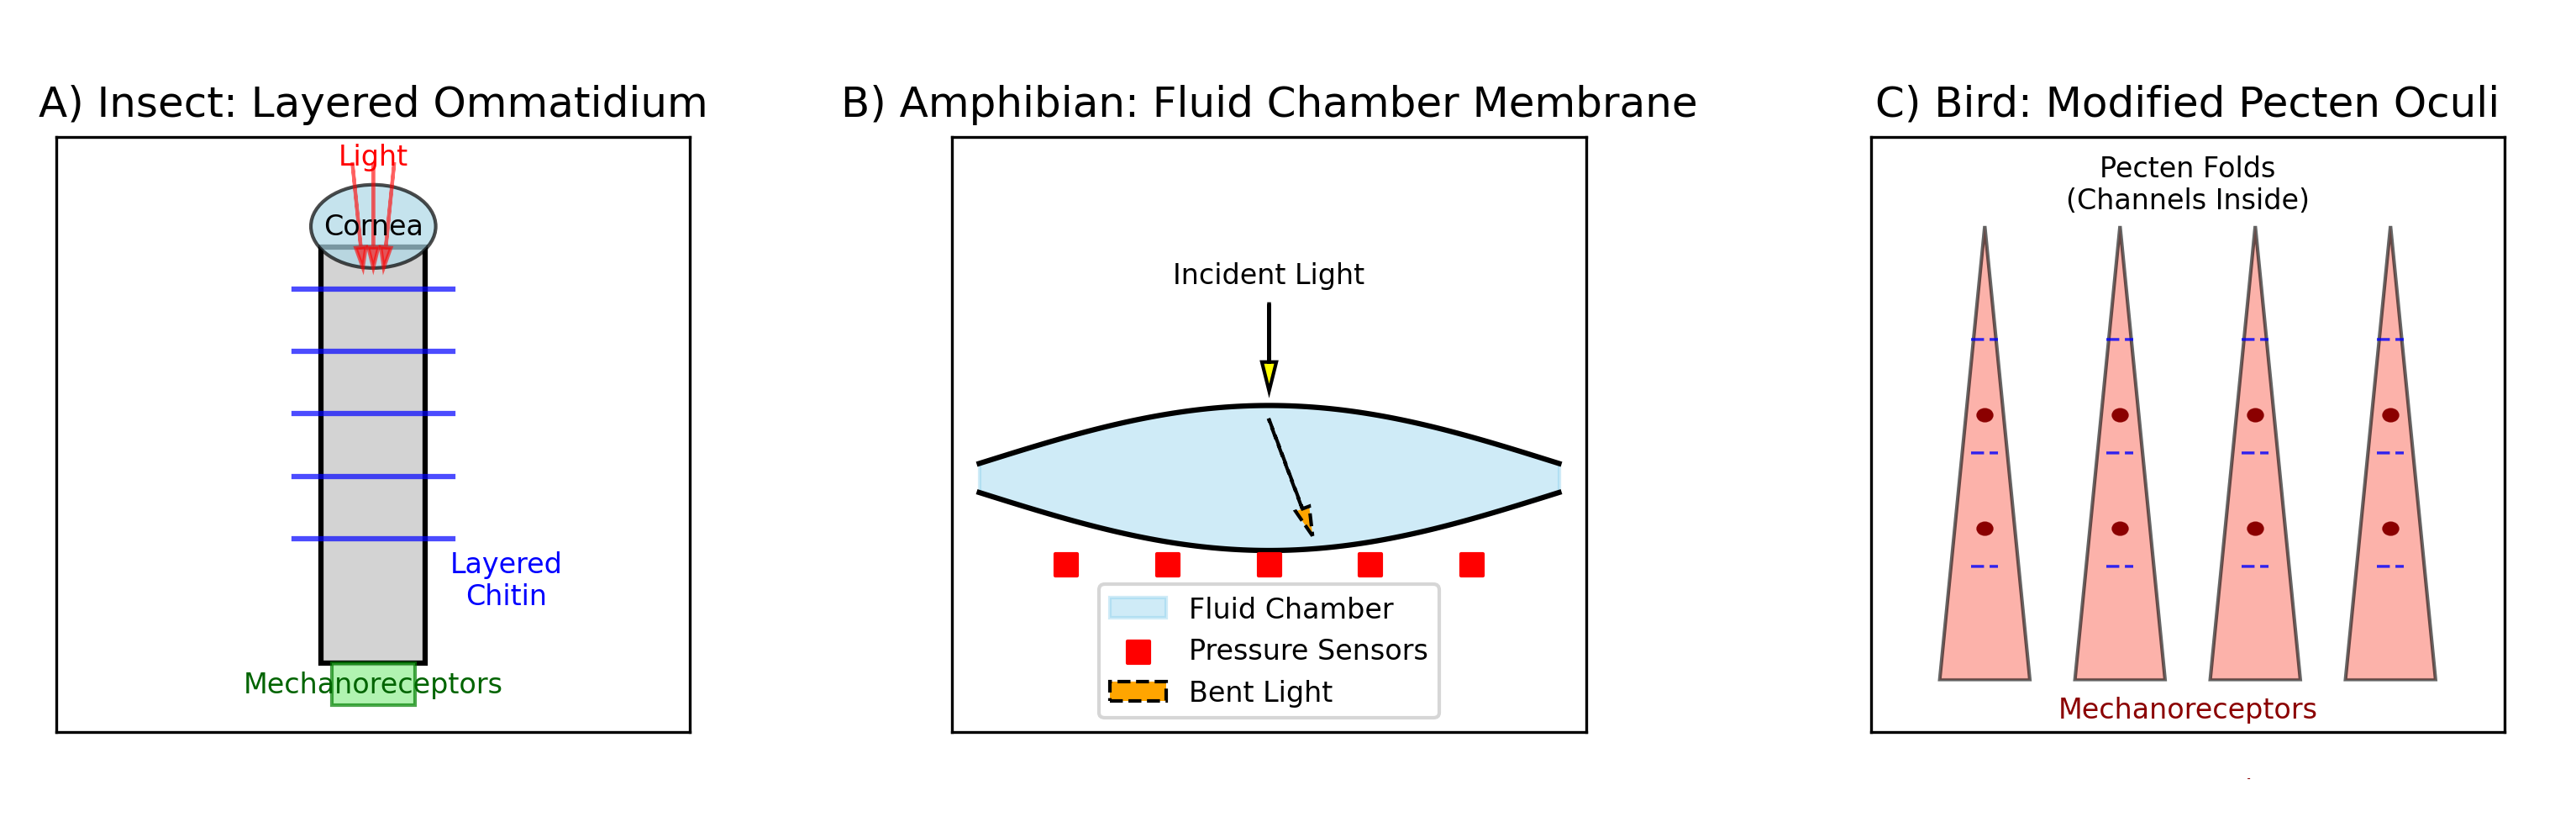 A) Insect: Layered Ommatidium
Light
Cornea
Layered
Chitin
Mechanoreceptors
B) Amphibian: Fluid Chamber Membrane
Incident Light
Fluid Chamber
Pressure Sensors
Bent Light
C) Bird: Modified Pecten Oculi
Pecten Folds
(Channels Inside)
Mechanoreceptors